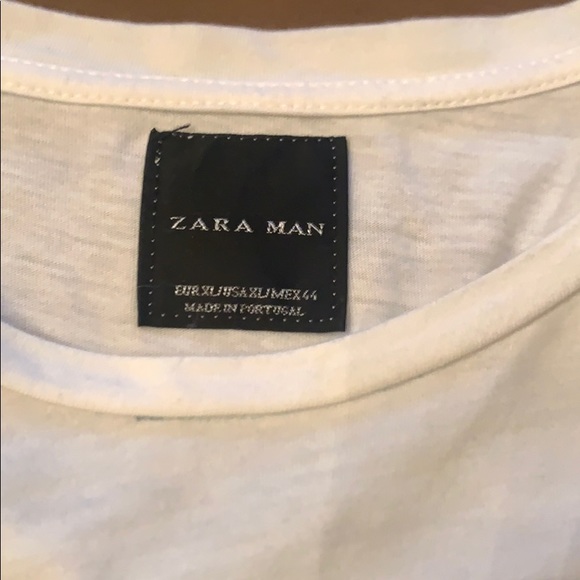 ZARA MAN
EUR XL/USA XL/MEX 44
MADE IN PORTUGAL